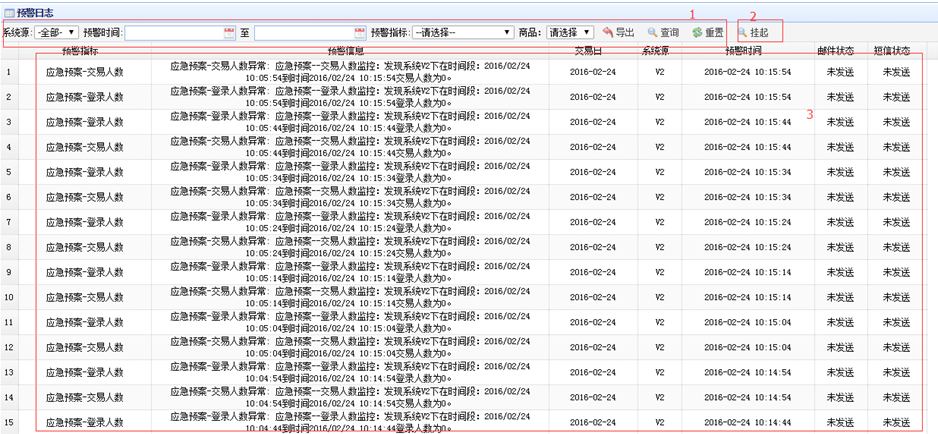 预警日志
1
2
系统源: -全部- 预警时间: 至 预警指标: --请选择-- 商品: 请选择 导出 查询 重置 挂起
预警指标 预警信息 交易日 系统源 预警时间 邮件状态 短信状态
应急预案-交易人数异常: 应急预案--交易人数监控: 发现系统V2下在时间段: 2016/02/24
1 应急预案-交易人数 2016-02-24 V2 2016-02-24 10:15:54 未发送 未发送
10:05:54到时间2016/02/24 10:15:54交易人数为0。
应急预案-登录人数异常: 应急预案--登录人数监控: 发现系统V2下在时间段: 2016/02/24
2 应急预案-登录人数 2016-02-24 V2 2016-02-24 10:15:54 未发送 未发送
10:05:54到时间2016/02/24 10:15:54登录人数为0。
3
应急预案-登录人数异常: 应急预案--登录人数监控: 发现系统V2下在时间段: 2016/02/24
3 应急预案-登录人数 2016-02-24 V2 2016-02-24 10:15:44 未发送 未发送
10:05:44到时间2016/02/24 10:15:44登录人数为0。
应急预案-交易人数异常: 应急预案--交易人数监控: 发现系统V2下在时间段: 2016/02/24
4 应急预案-交易人数 2016-02-24 V2 2016-02-24 10:15:44 未发送 未发送
10:05:44到时间2016/02/24 10:15:44交易人数为0。
应急预案-登录人数异常: 应急预案--登录人数监控: 发现系统V2下在时间段: 2016/02/24
5 应急预案-登录人数 2016-02-24 V2 2016-02-24 10:15:34 未发送 未发送
10:05:34到时间2016/02/24 10:15:34登录人数为0。
应急预案-交易人数异常: 应急预案--交易人数监控: 发现系统V2下在时间段: 2016/02/24
6 应急预案-交易人数 2016-02-24 V2 2016-02-24 10:15:34 未发送 未发送
10:05:34到时间2016/02/24 10:15:34交易人数为0。
应急预案-登录人数异常: 应急预案--登录人数监控: 发现系统V2下在时间段: 2016/02/24
7 应急预案-登录人数 2016-02-24 V2 2016-02-24 10:15:24 未发送 未发送
10:05:24到时间2016/02/24 10:15:24登录人数为0。
应急预案-交易人数异常: 应急预案--交易人数监控: 发现系统V2下在时间段: 2016/02/24
8 应急预案-交易人数 2016-02-24 V2 2016-02-24 10:15:24 未发送 未发送
10:05:24到时间2016/02/24 10:15:24交易人数为0。
应急预案-登录人数异常: 应急预案--登录人数监控: 发现系统V2下在时间段: 2016/02/24
9 应急预案-登录人数 2016-02-24 V2 2016-02-24 10:15:14 未发送 未发送
10:05:14到时间2016/02/24 10:15:14登录人数为0。
应急预案-交易人数异常: 应急预案--交易人数监控: 发现系统V2下在时间段: 2016/02/24
10 应急预案-交易人数 2016-02-24 V2 2016-02-24 10:15:14 未发送 未发送
10:05:14到时间2016/02/24 10:15:14交易人数为0。
应急预案-登录人数异常: 应急预案--登录人数监控: 发现系统V2下在时间段: 2016/02/24
11 应急预案-登录人数 2016-02-24 V2 2016-02-24 10:15:04 未发送 未发送
10:05:04到时间2016/02/24 10:15:04登录人数为0。
应急预案-交易人数异常: 应急预案--交易人数监控: 发现系统V2下在时间段: 2016/02/24
12 应急预案-交易人数 2016-02-24 V2 2016-02-24 10:15:04 未发送 未发送
10:05:04到时间2016/02/24 10:15:04交易人数为0。
应急预案-登录人数异常: 应急预案--登录人数监控: 发现系统V2下在时间段: 2016/02/24
13 应急预案-登录人数 2016-02-24 V2 2016-02-24 10:14:54 未发送 未发送
10:04:54到时间2016/02/24 10:14:54登录人数为0。
应急预案-交易人数异常: 应急预案--交易人数监控: 发现系统V2下在时间段: 2016/02/24
14 应急预案-交易人数 2016-02-24 V2 2016-02-24 10:14:54 未发送 未发送
10:04:54到时间2016/02/24 10:14:54交易人数为0。
应急预案-登录人数异常: 应急预案--登录人数监控: 发现系统V2下在时间段: 2016/02/24
15 应急预案-登录人数 2016-02-24 V2 2016-02-24 10:14:44 未发送 未发送
10:04:44到时间2016/02/24 10:14:44登录人数为0。